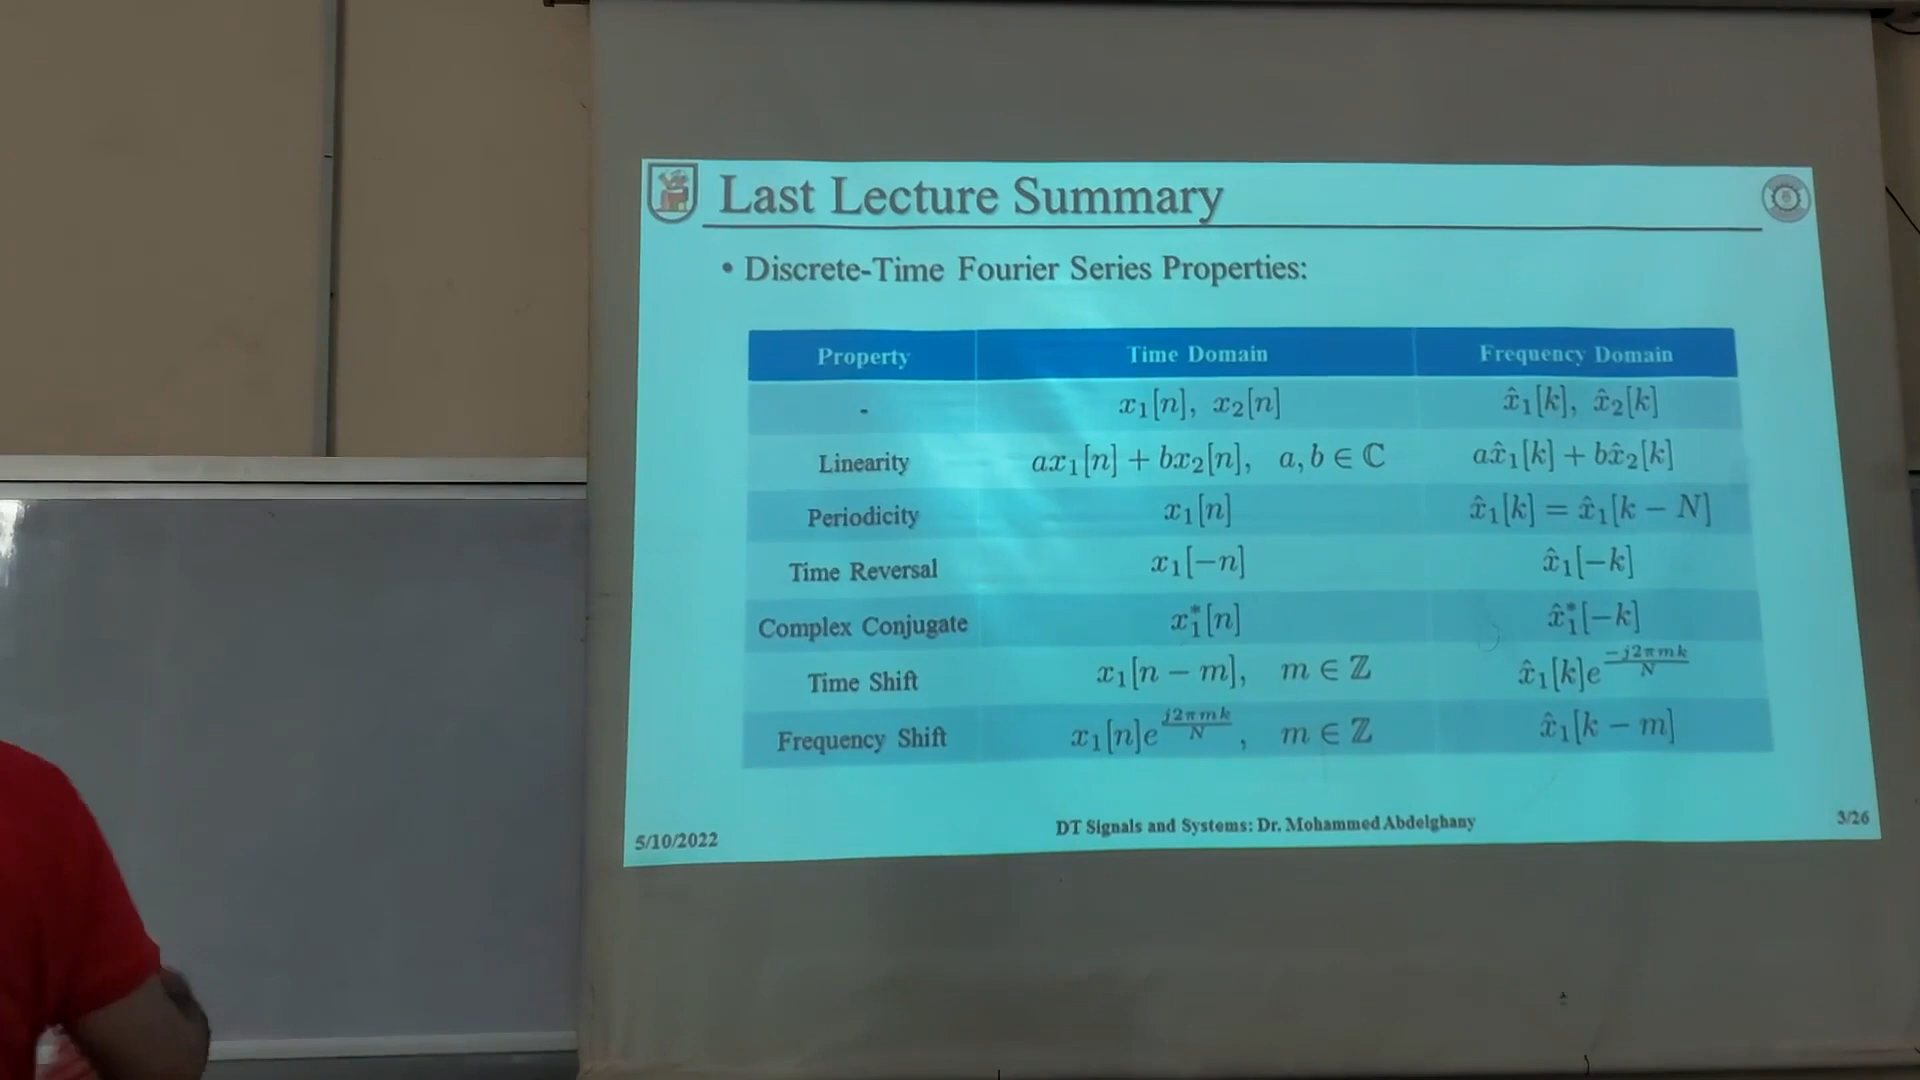 Last Lecture Summary
• Discrete-Time Fourier Series Properties:
Property Time Domain Frequency Domain
- x₁[n], x₂[n] x̂₁[k], x̂₂[k]
Linearity ax₁[n] + bx₂[n], a, b ∈ ℂ ax̂₁[k] + bx̂₂[k]
Periodicity x₁[n] x̂₁[k] = x̂₁[k − N]
Time Reversal x₁[−n] x̂₁[−k]
Complex Conjugate x₁*[n] x̂₁*[−k]
Time Shift x₁[n − m], m ∈ ℤ x̂₁[k]e^{\frac{−j2πmk}{N}}
Frequency Shift x₁[n]e^{\frac{j2πmk}{N}}, m ∈ ℤ x̂₁[k − m]
5/10/2022 DT Signals and Systems: Dr. Mohammed Abdelghany 3/26